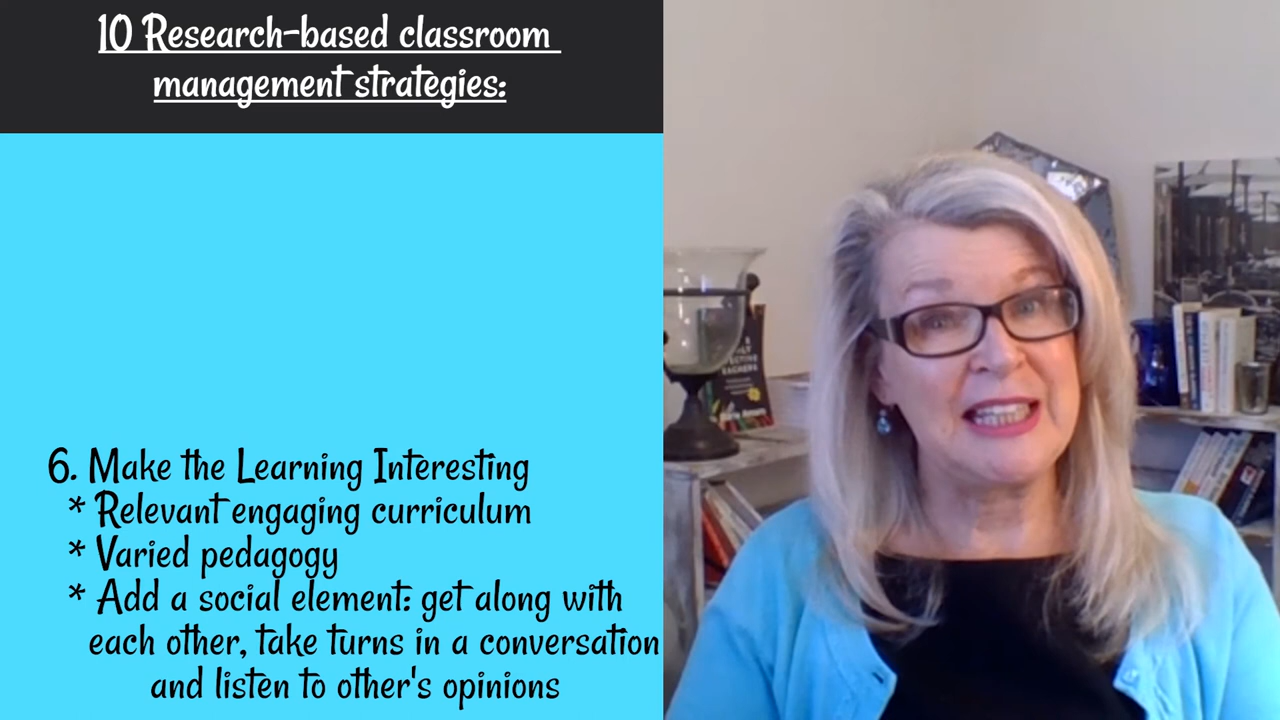 10 Research-based classroom
management strategies:
6. Make the Learning Interesting
* Relevant engaging curriculum
* Varied pedagogy
* Add a social element: get along with
each other, take turns in a conversation
and listen to other's opinions